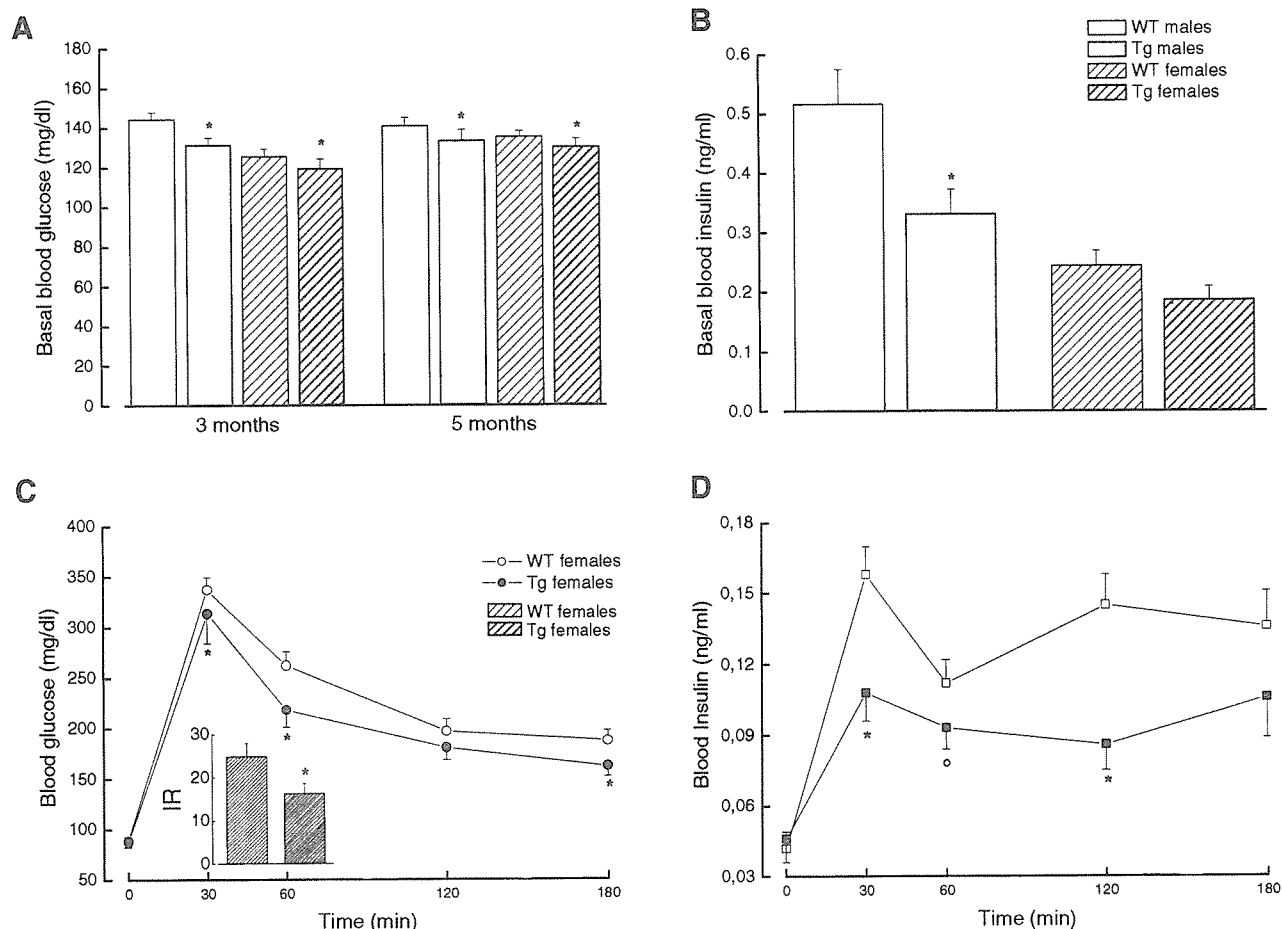 A
Basal blood glucose (mg/dl)
180
160
140
120
100
80
60
40
20
0
*
*
*
*
3 months
5 months
B
WT males
Tg males
WT females
Tg females
Basal blood insulin (ng/ml)
0.6
0.5
0.4
0.3
0.2
0.1
0.0
*
C
Blood glucose (mg/dl)
400
350
300
250
200
150
100
50
WT females
Tg females
WT females
Tg females
*
*
*
IR
30
20
10
0
*
0
30
60
120
180
Time (min)
D
Blood Insulin (ng/ml)
0,18
0,15
0,12
0,09
0,06
0,03
*
*
0
30
60
120
180
Time (min)